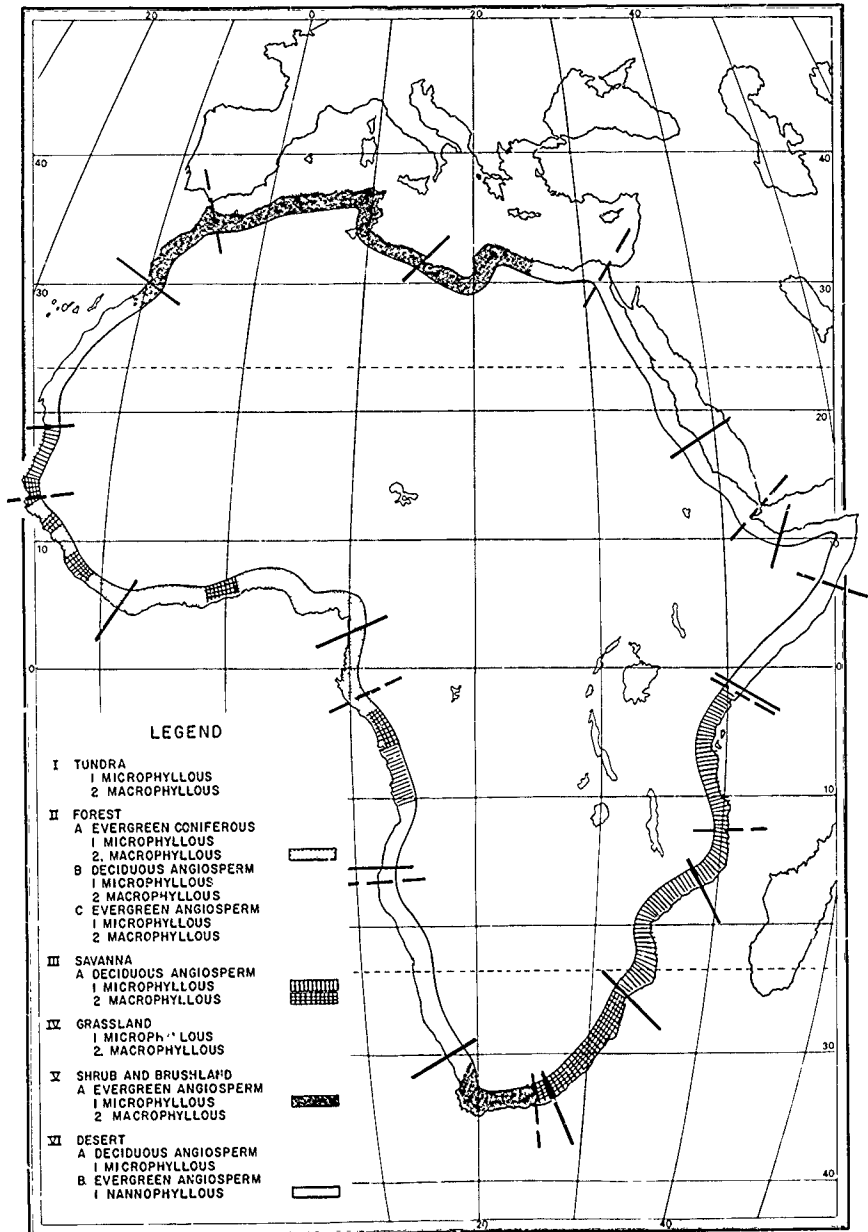 20 0 20 40
40 40
30 30
20
10 10
0 0
10
30
40
20 40
LEGEND
I TUNDRA
1 MICROPHYLLOUS
2 MACROPHYLLOUS
II FOREST
A EVERGREEN CONIFEROUS
1 MICROPHYLLOUS
2. MACROPHYLLOUS
B DECIDUOUS ANGIOSPERM
1 MICROPHYLLOUS
2 MACROPHYLLOUS
C EVERGREEN ANGIOSPERM
1 MICROPHYLLOUS
2 MACROPHYLLOUS
III SAVANNA
A DECIDUOUS ANGIOSPERM
1 MICROPHYLLOUS
2 MACROPHYLLOUS
IV GRASSLAND
1
2. MACROPHYLLOUS
V SHRUB AND BRUSHLAND
A EVERGREEN ANGIOSPERM
1 MICROPHYLLOUS
2 MACROPHYLLOUS
VI DESERT
A DECIDUOUS ANGIOSPERM
1 MICROPHYLLOUS
B. EVERGREEN ANGIOSPERM
1 NANNOPHYLLOUS